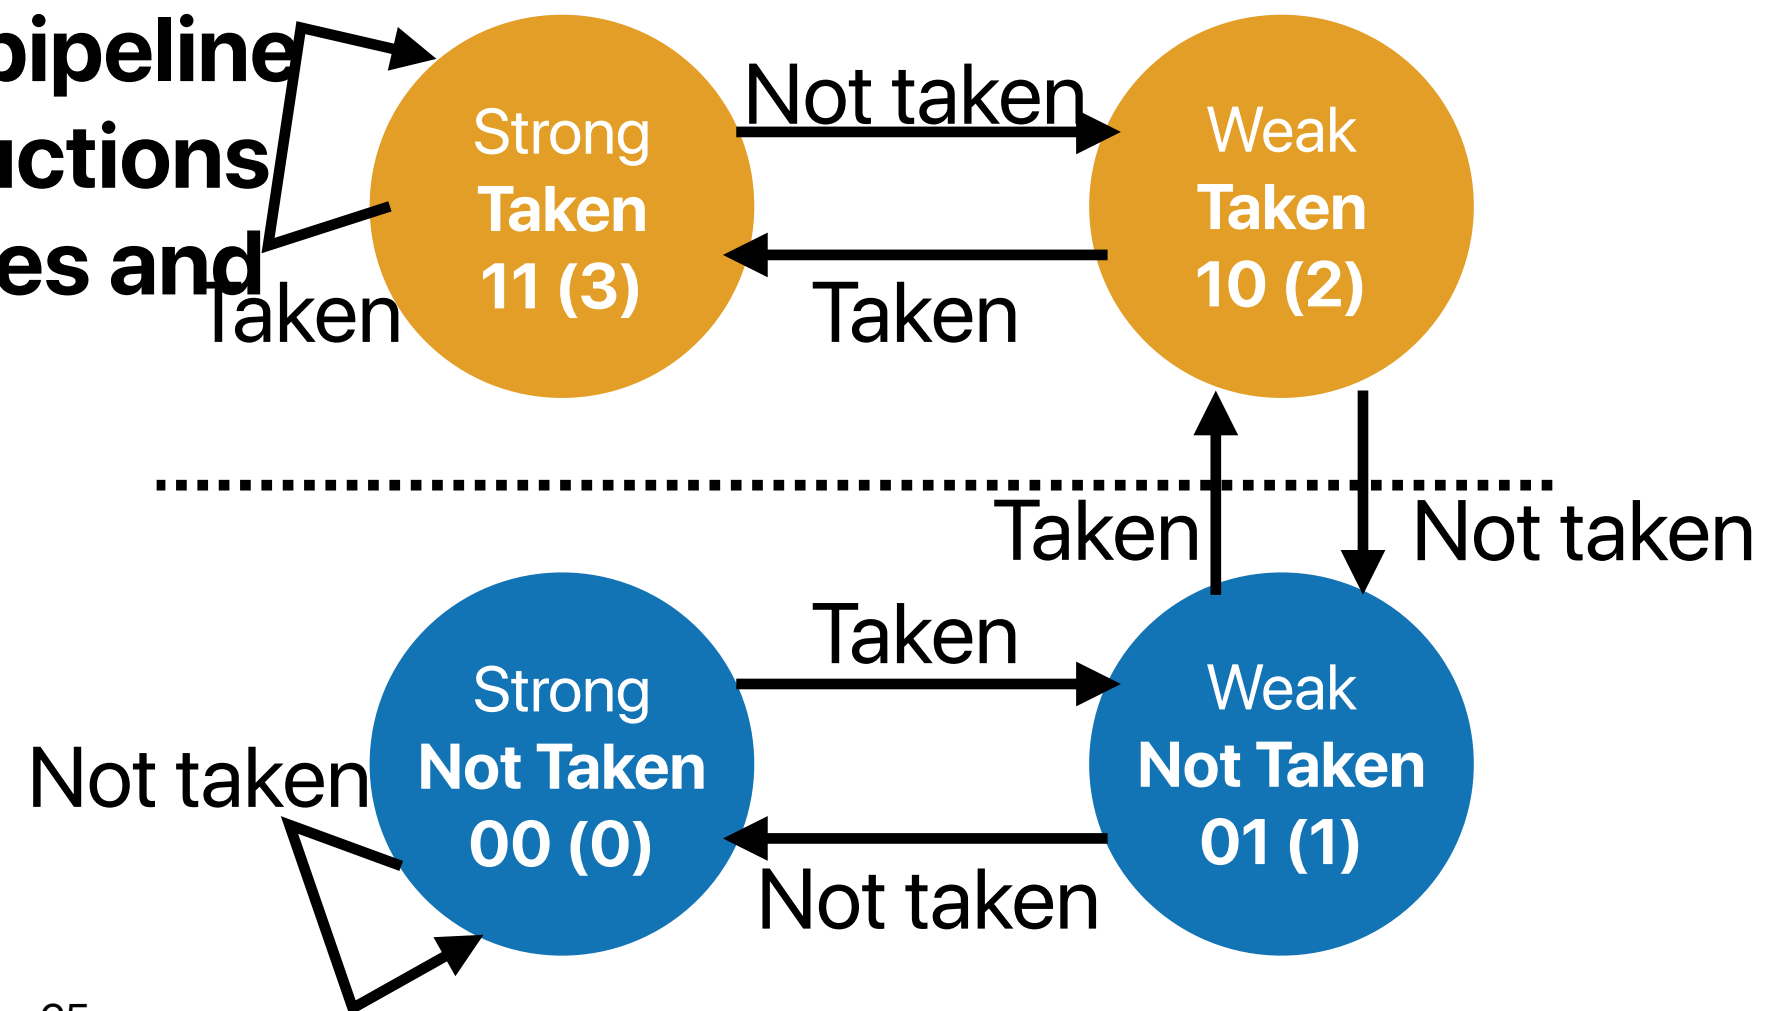 pipeline
uctions
es and
Taken
Strong
Taken
11 (3)
Not taken
Taken
Weak
Taken
10 (2)
Taken
Not taken
Strong
Not Taken
00 (0)
Taken
Not taken
Weak
Not Taken
01 (1)
Not taken